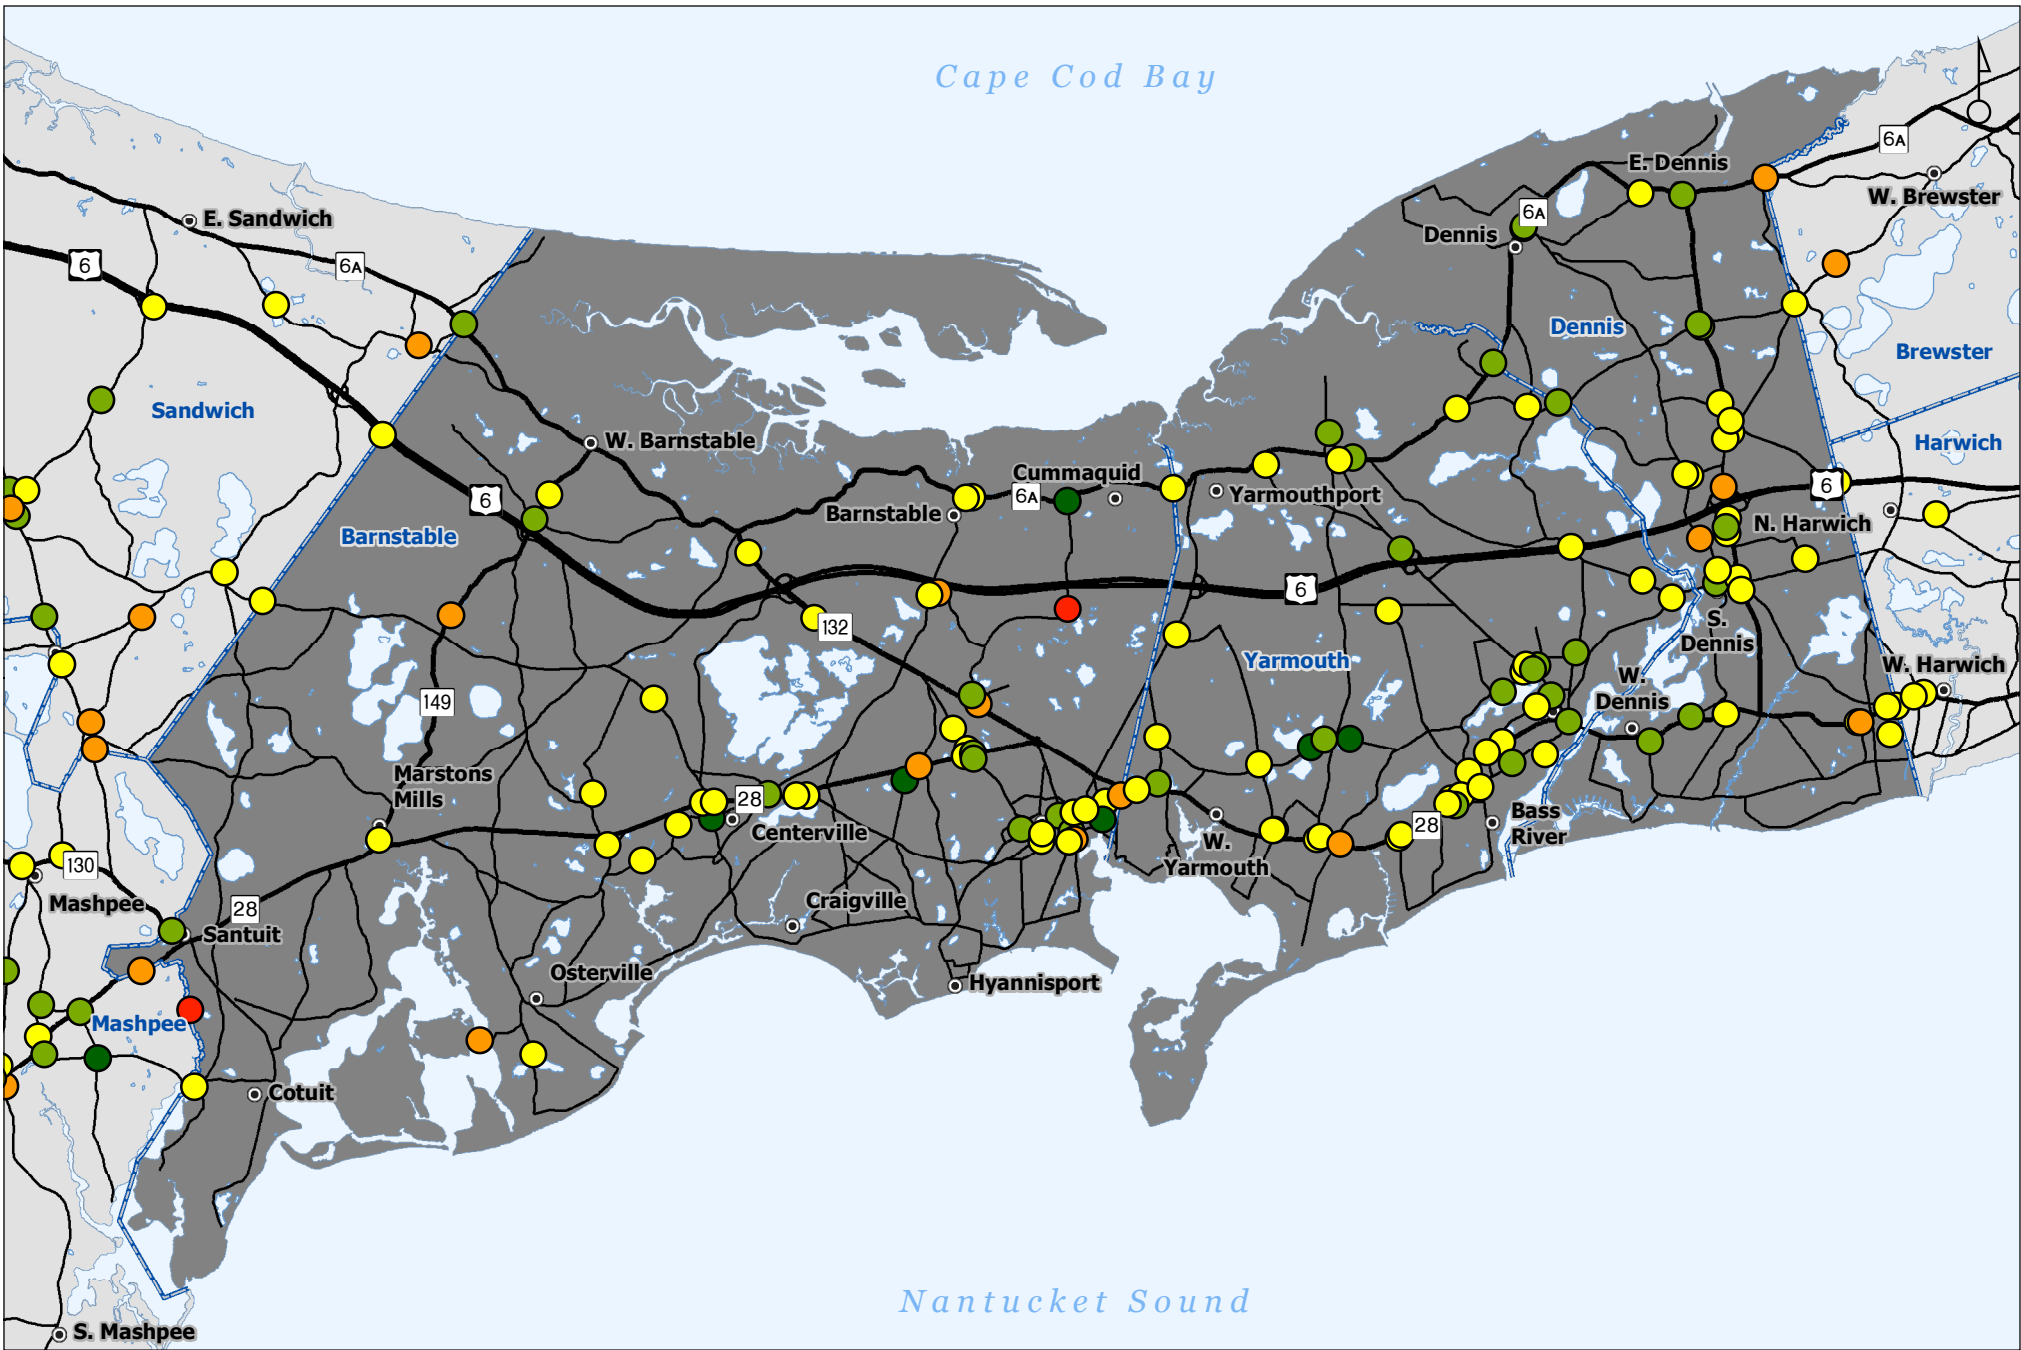 Cape Cod Bay
6A
E. Dennis
W. Brewster
6A
Dennis
E. Sandwich
6
6A
Dennis
Brewster
Sandwich
W. Barnstable
Harwich
Cummaquid
6
6A
Yarmouthport
6
Barnstable
N. Harwich
Barnstable
6
132
S.
Dennis
Yarmouth
W. Harwich
W.
Dennis
149
Marstons
Mills
28
Centerville
28
Bass
River
W.
Yarmouth
130
Mashpee
Craigville
28
Santuit
Osterville
Hyannisport
Mashpee
Cotuit
Nantucket Sound
S. Mashpee